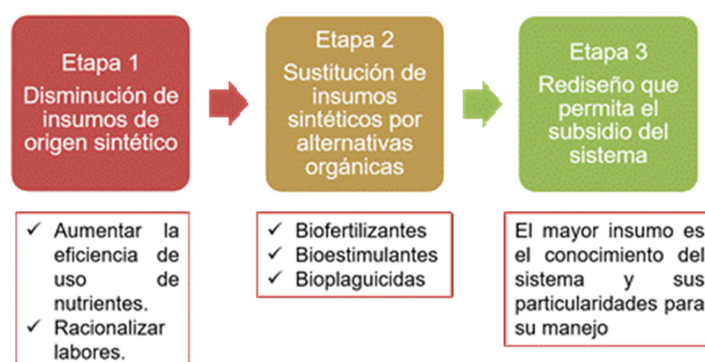 Etapa 1
Disminución de
insumos de
origen sintético
Etapa 2
Sustitución de
insumos
sintéticos por
alternativas
orgánicas
Etapa 3
Rediseño que
permita el
subsidio del
sistema
✓ Aumentar la
eficiencia de
uso de
nutrientes.
✓ Racionalizar
labores.
✓ Biofertilizantes
✓ Bioestimulantes
✓ Bioplaguicidas
El mayor insumo es
el conocimiento del
sistema y sus
particularidades para
su manejo